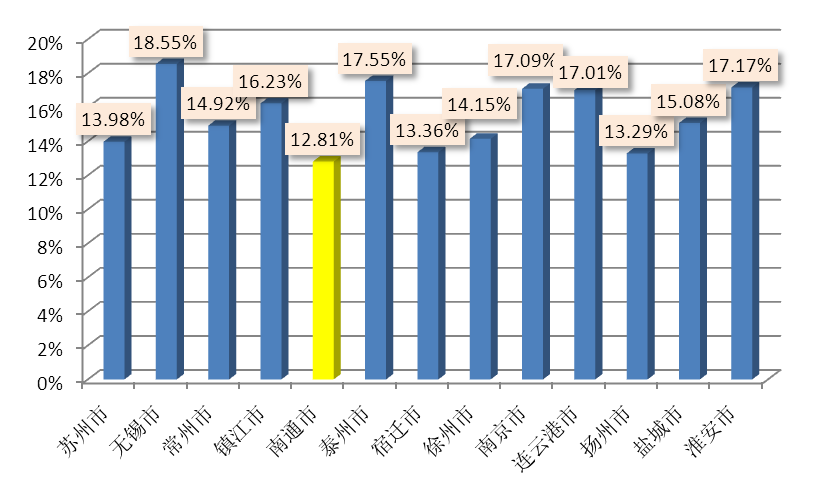 20%
18%
16%
14%
12%
10%
8%
6%
4%
2%
0%
13.98%
18.55%
14.92%
16.23%
12.81%
17.55%
13.36%
14.15%
17.09%
17.01%
13.29%
15.08%
17.17%
苏州市
无锡市
常州市
镇江市
南通市
泰州市
宿迁市
徐州市
南京市
连云港市
扬州市
盐城市
淮安市